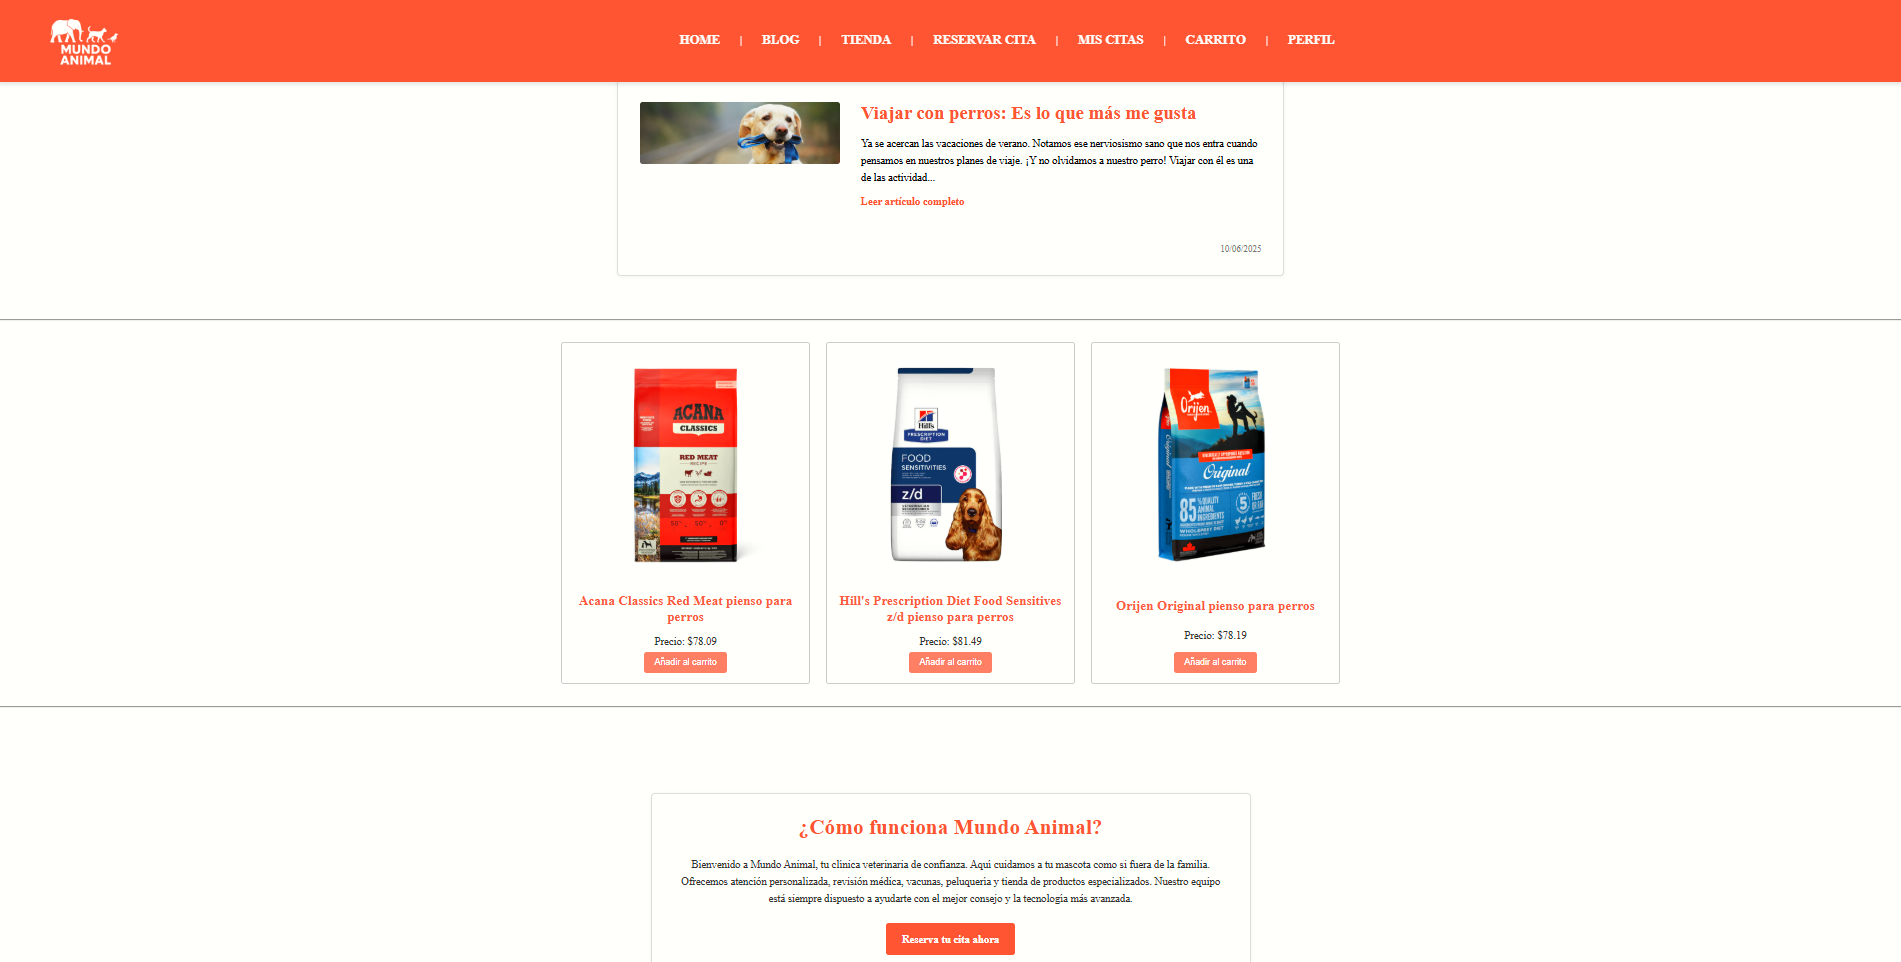 MUNDO
ANIMAL
HOME | BLOG | TIENDA | RESERVAR CITA | MIS CITAS | CARRITO | PERFIL
Viajar con perros: Es lo que más me gusta
Ya se acercan las vacaciones de verano. Notamos ese nerviosismo sano que nos entra cuando
pensamos en nuestros planes de viaje. ¡Y no olvidamos a nuestro perro! Viajar con él es una
de las actividad...
Leer artículo completo
10/06/2025
ACANA
CLASSICS
RED MEAT
RECIPE
Acana Classics Red Meat pienso para
perros
Precio: $78.09
Añadir al carrito
Hill's
PRESCRIPTION
DIET
FOOD
SENSITIVITIES
z/d
Hill's Prescription Diet Food Sensitives
z/d pienso para perros
Precio: $81.49
Añadir al carrito
Orijen
Original
85 % QUALITY
ANIMAL
INGREDIENTS
5 FRESH
WHOLEPREY DIET
Orijen Original pienso para perros
Precio: $78.19
Añadir al carrito
¿Cómo funciona Mundo Animal?
Bienvenido a Mundo Animal, tu clínica veterinaria de confianza. Aquí cuidamos a tu mascota como si fuera de la familia.
Ofrecemos atención personalizada, revisión médica, vacunas, peluquería y tienda de productos especializados. Nuestro equipo
está siempre dispuesto a ayudarte con el mejor consejo y la tecnología más avanzada.
Reserva tu cita ahora